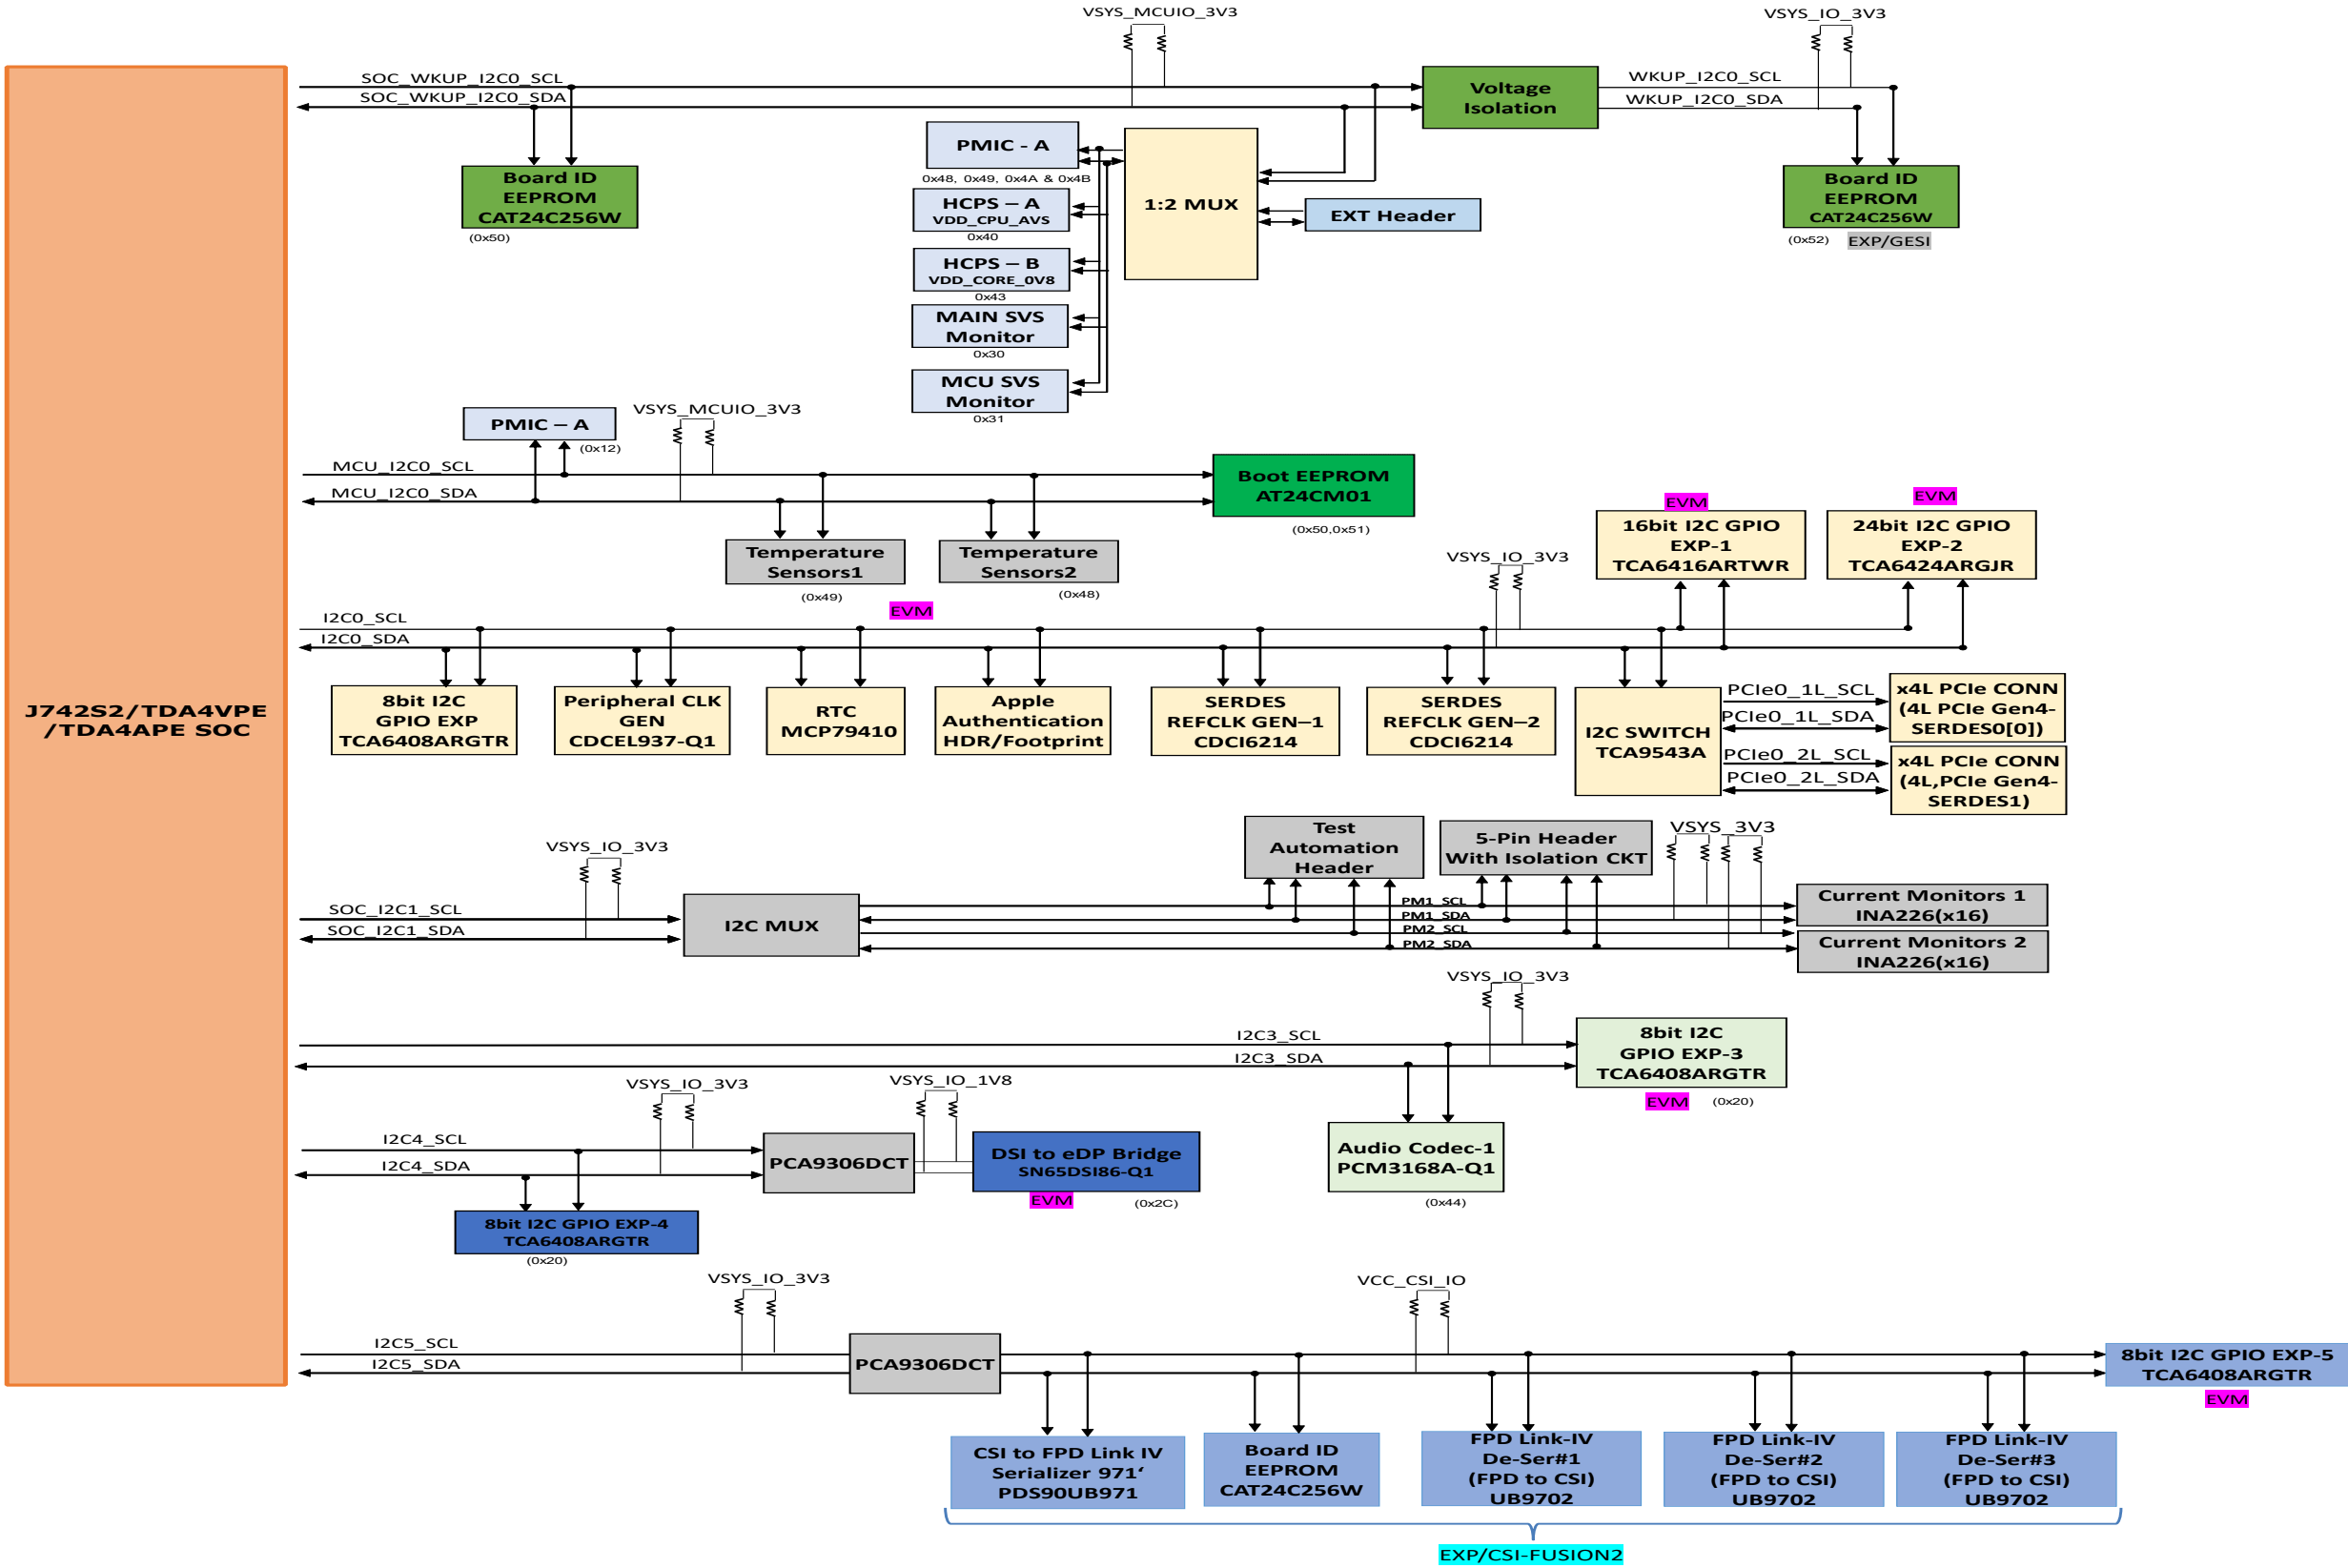 VSYS_MCUIO_3V3
VSYS_IO_3V3
SOC_WKUP_I2C0_SCL
SOC_WKUP_I2C0_SDA
Voltage
Isolation
WKUP_I2C0_SCL
WKUP_I2C0_SDA
Board ID
EEPROM
CAT24C256W
(0x50)
PMIC - A
0x48, 0x49, 0x4A & 0x4B
HCPS – A
VDD_CPU_AVS
0x40
HCPS – B
VDD_CORE_0V8
0x43
MAIN SVS
Monitor
0x30
MCU SVS
Monitor
0x31
1:2 MUX
EXT Header
Board ID
EEPROM
CAT24C256W
(0x52)
EXP/GESI
PMIC – A
(0x12)
VSYS_MCUIO_3V3
MCU_I2C0_SCL
MCU_I2C0_SDA
Boot EEPROM
AT24CM01
(0x50,0x51)
Temperature
Sensors1
(0x49)
Temperature
Sensors2
(0x48)
EVM
EVM
EVM
16bit I2C GPIO
EXP-1
TCA6416ARTWR
24bit I2C GPIO
EXP-2
TCA6424ARGJR
VSYS_IO_3V3
I2C0_SCL
I2C0_SDA
8bit I2C
GPIO EXP
TCA6408ARGTR
Peripheral CLK
GEN
CDCEL937-Q1
RTC
MCP79410
Apple
Authentication
HDR/Footprint
SERDES
REFCLK GEN–1
CDCI6214
SERDES
REFCLK GEN–2
CDCI6214
I2C SWITCH
TCA9543A
PCIe0_1L_SCL
PCIe0_1L_SDA
PCIe0_2L_SCL
PCIe0_2L_SDA
x4L PCIe CONN
(4L PCIe Gen4-
SERDES0[0])
x4L PCIe CONN
(4L,PCIe Gen4-
SERDES1)
J742S2/TDA4VPE
/TDA4APE SOC
VSYS_IO_3V3
SOC_I2C1_SCL
SOC_I2C1_SDA
I2C MUX
Test
Automation
Header
5-Pin Header
With Isolation CKT
VSYS_3V3
PM1_SCL
PM1_SDA
PM2_SCL
PM2_SDA
Current Monitors 1
INA226(x16)
Current Monitors 2
INA226(x16)
VSYS_IO_3V3
I2C3_SCL
I2C3_SDA
8bit I2C
GPIO EXP-3
TCA6408ARGTR
EVM
(0x20)
Audio Codec-1
PCM3168A-Q1
(0x44)
VSYS_IO_3V3
VSYS_IO_1V8
I2C4_SCL
I2C4_SDA
PCA9306DCT
DSI to eDP Bridge
SN65DSI86-Q1
EVM
(0x2C)
8bit I2C GPIO EXP-4
TCA6408ARGTR
(0x20)
VSYS_IO_3V3
VCC_CSI_IO
I2C5_SCL
I2C5_SDA
PCA9306DCT
8bit I2C GPIO EXP-5
TCA6408ARGTR
EVM
CSI to FPD Link IV
Serializer 971‘
PDS90UB971
Board ID
EEPROM
CAT24C256W
FPD Link-IV
De-Ser#1
(FPD to CSI)
UB9702
FPD Link-IV
De-Ser#2
(FPD to CSI)
UB9702
FPD Link-IV
De-Ser#3
(FPD to CSI)
UB9702
EXP/CSI-FUSION2